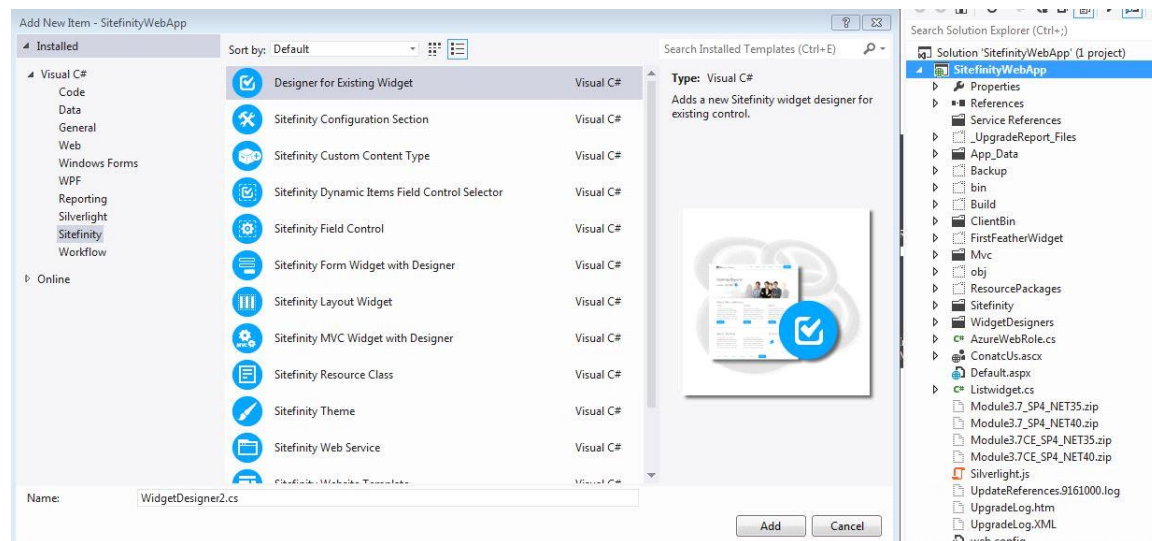 Add New Item - SitefinityWebApp
Installed
Visual C#
Code
Data
General
Web
Windows Forms
WPF
Reporting
Silverlight
Sitefinity
Workflow
Online
Sort by: Default
Search Installed Templates (Ctrl+E)
Designer for Existing Widget Visual C#
Sitefinity Configuration Section Visual C#
Sitefinity Custom Content Type Visual C#
Sitefinity Dynamic Items Field Control Selector Visual C#
Sitefinity Field Control Visual C#
Sitefinity Form Widget with Designer Visual C#
Sitefinity Layout Widget Visual C#
Sitefinity MVC Widget with Designer Visual C#
Sitefinity Resource Class Visual C#
Sitefinity Theme Visual C#
Sitefinity Web Service Visual C#
Sitefinity Website Template Visual C#
Type: Visual C#
Adds a new Sitefinity widget designer for
existing control.
Name: WidgetDesigner2.cs
Add Cancel
Search Solution Explorer (Ctrl+;)
Solution 'SitefinityWebApp' (1 project)
SitefinityWebApp
Properties
References
Service References
_UpgradeReport_Files
App_Data
Backup
bin
Build
ClientBin
FirstFeatherWidget
Mvc
obj
ResourcePackages
Sitefinity
WidgetDesigners
C# AzureWebRole.cs
ConatcUs.ascx
Default.aspx
C# Listwidget.cs
Module3.7_SP4_NET35.zip
Module3.7_SP4_NET40.zip
Module3.7CE_SP4_NET35.zip
Module3.7CE_SP4_NET40.zip
Silverlight.js
UpdateReferences.9161000.log
UpgradeLog.htm
UpgradeLog.XML
web.config